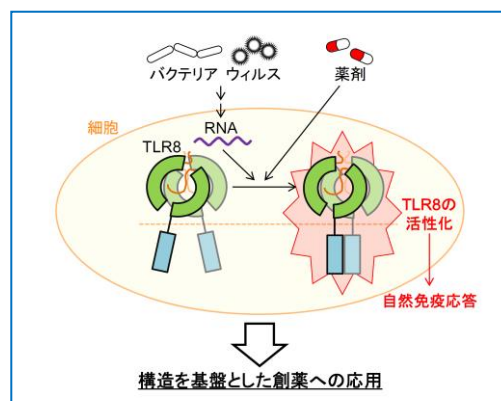 バクテリア ウィルス
薬剤
細胞
RNA
TLR8
TLR8の
活性化
自然免疫応答
構造を基盤とした創薬への応用